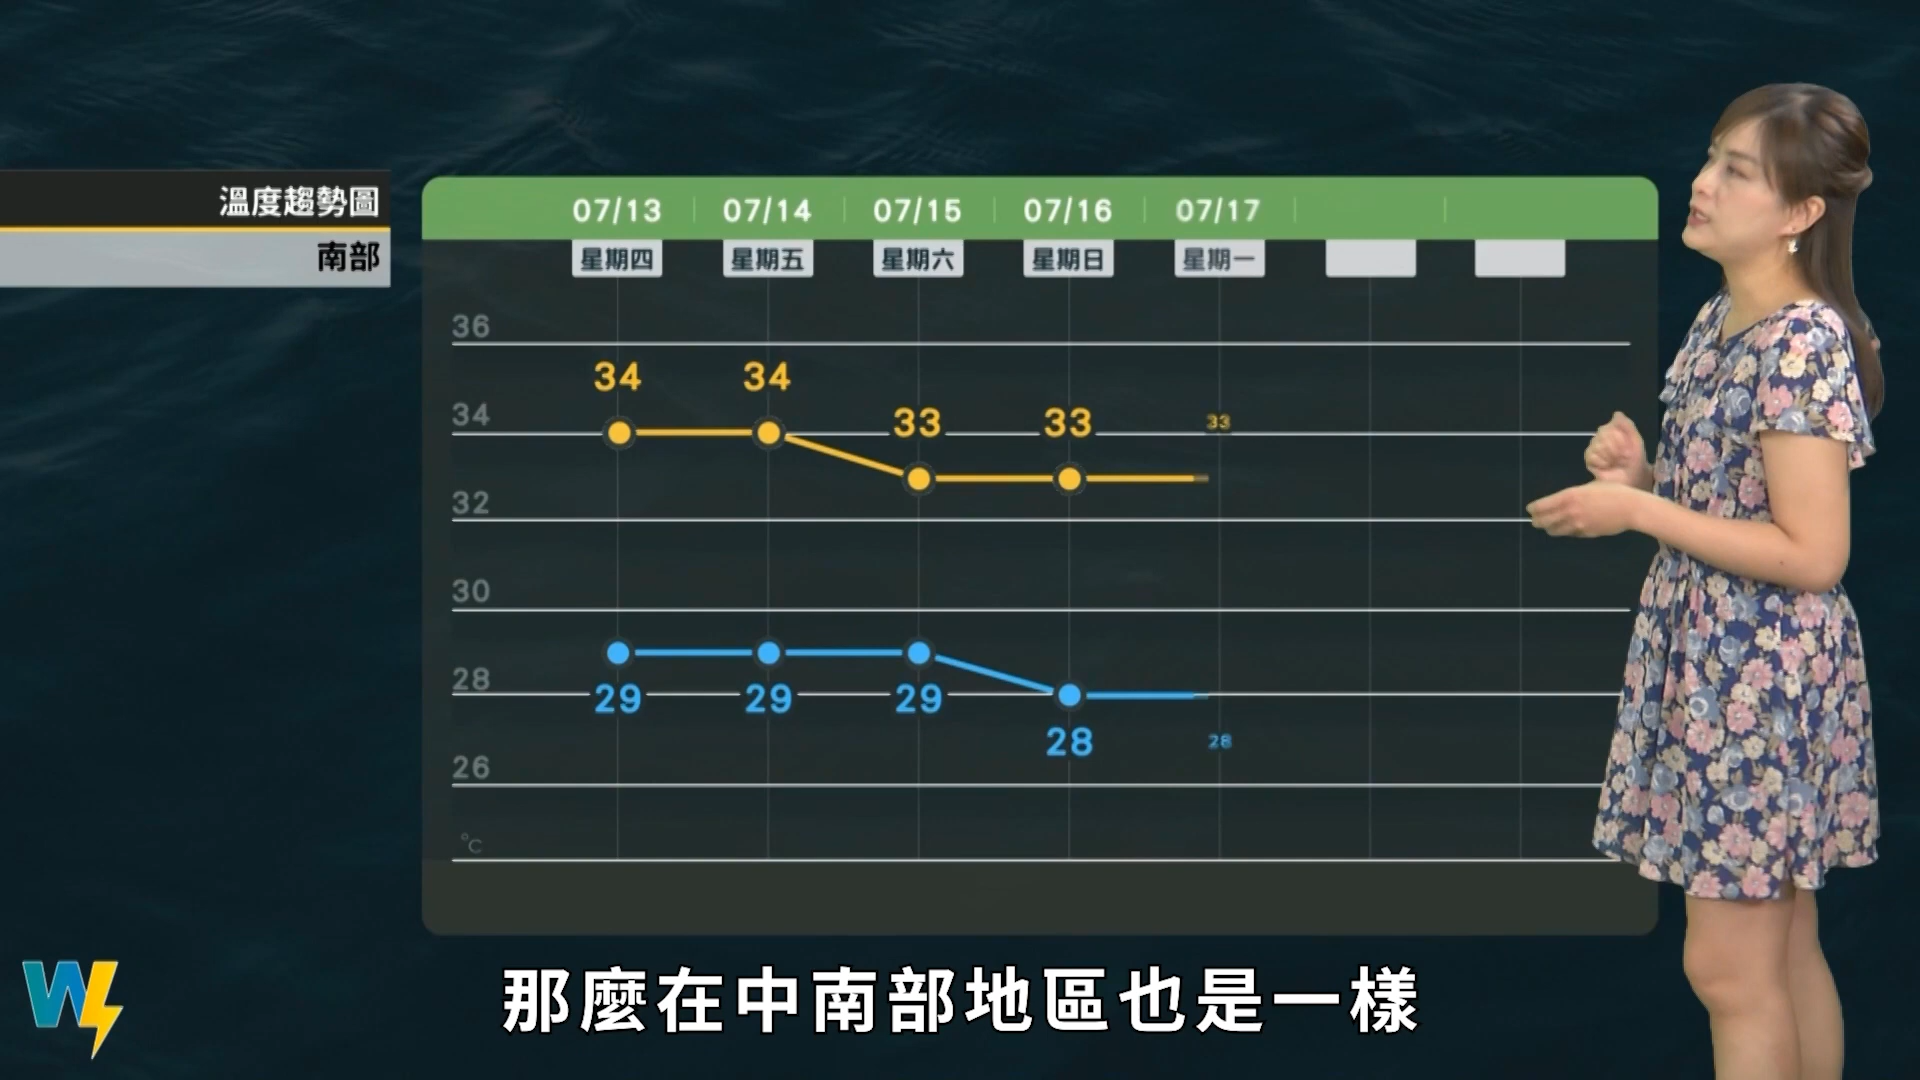 溫度趨勢圖
南部
07/13 07/14 07/15 07/16 07/17
星期四 星期五 星期六 星期日 星期一
36
34 34
34
33 33 33
32
30
28
29 29 29
28 28
26
°C
那麼在中南部地區也是一樣
W